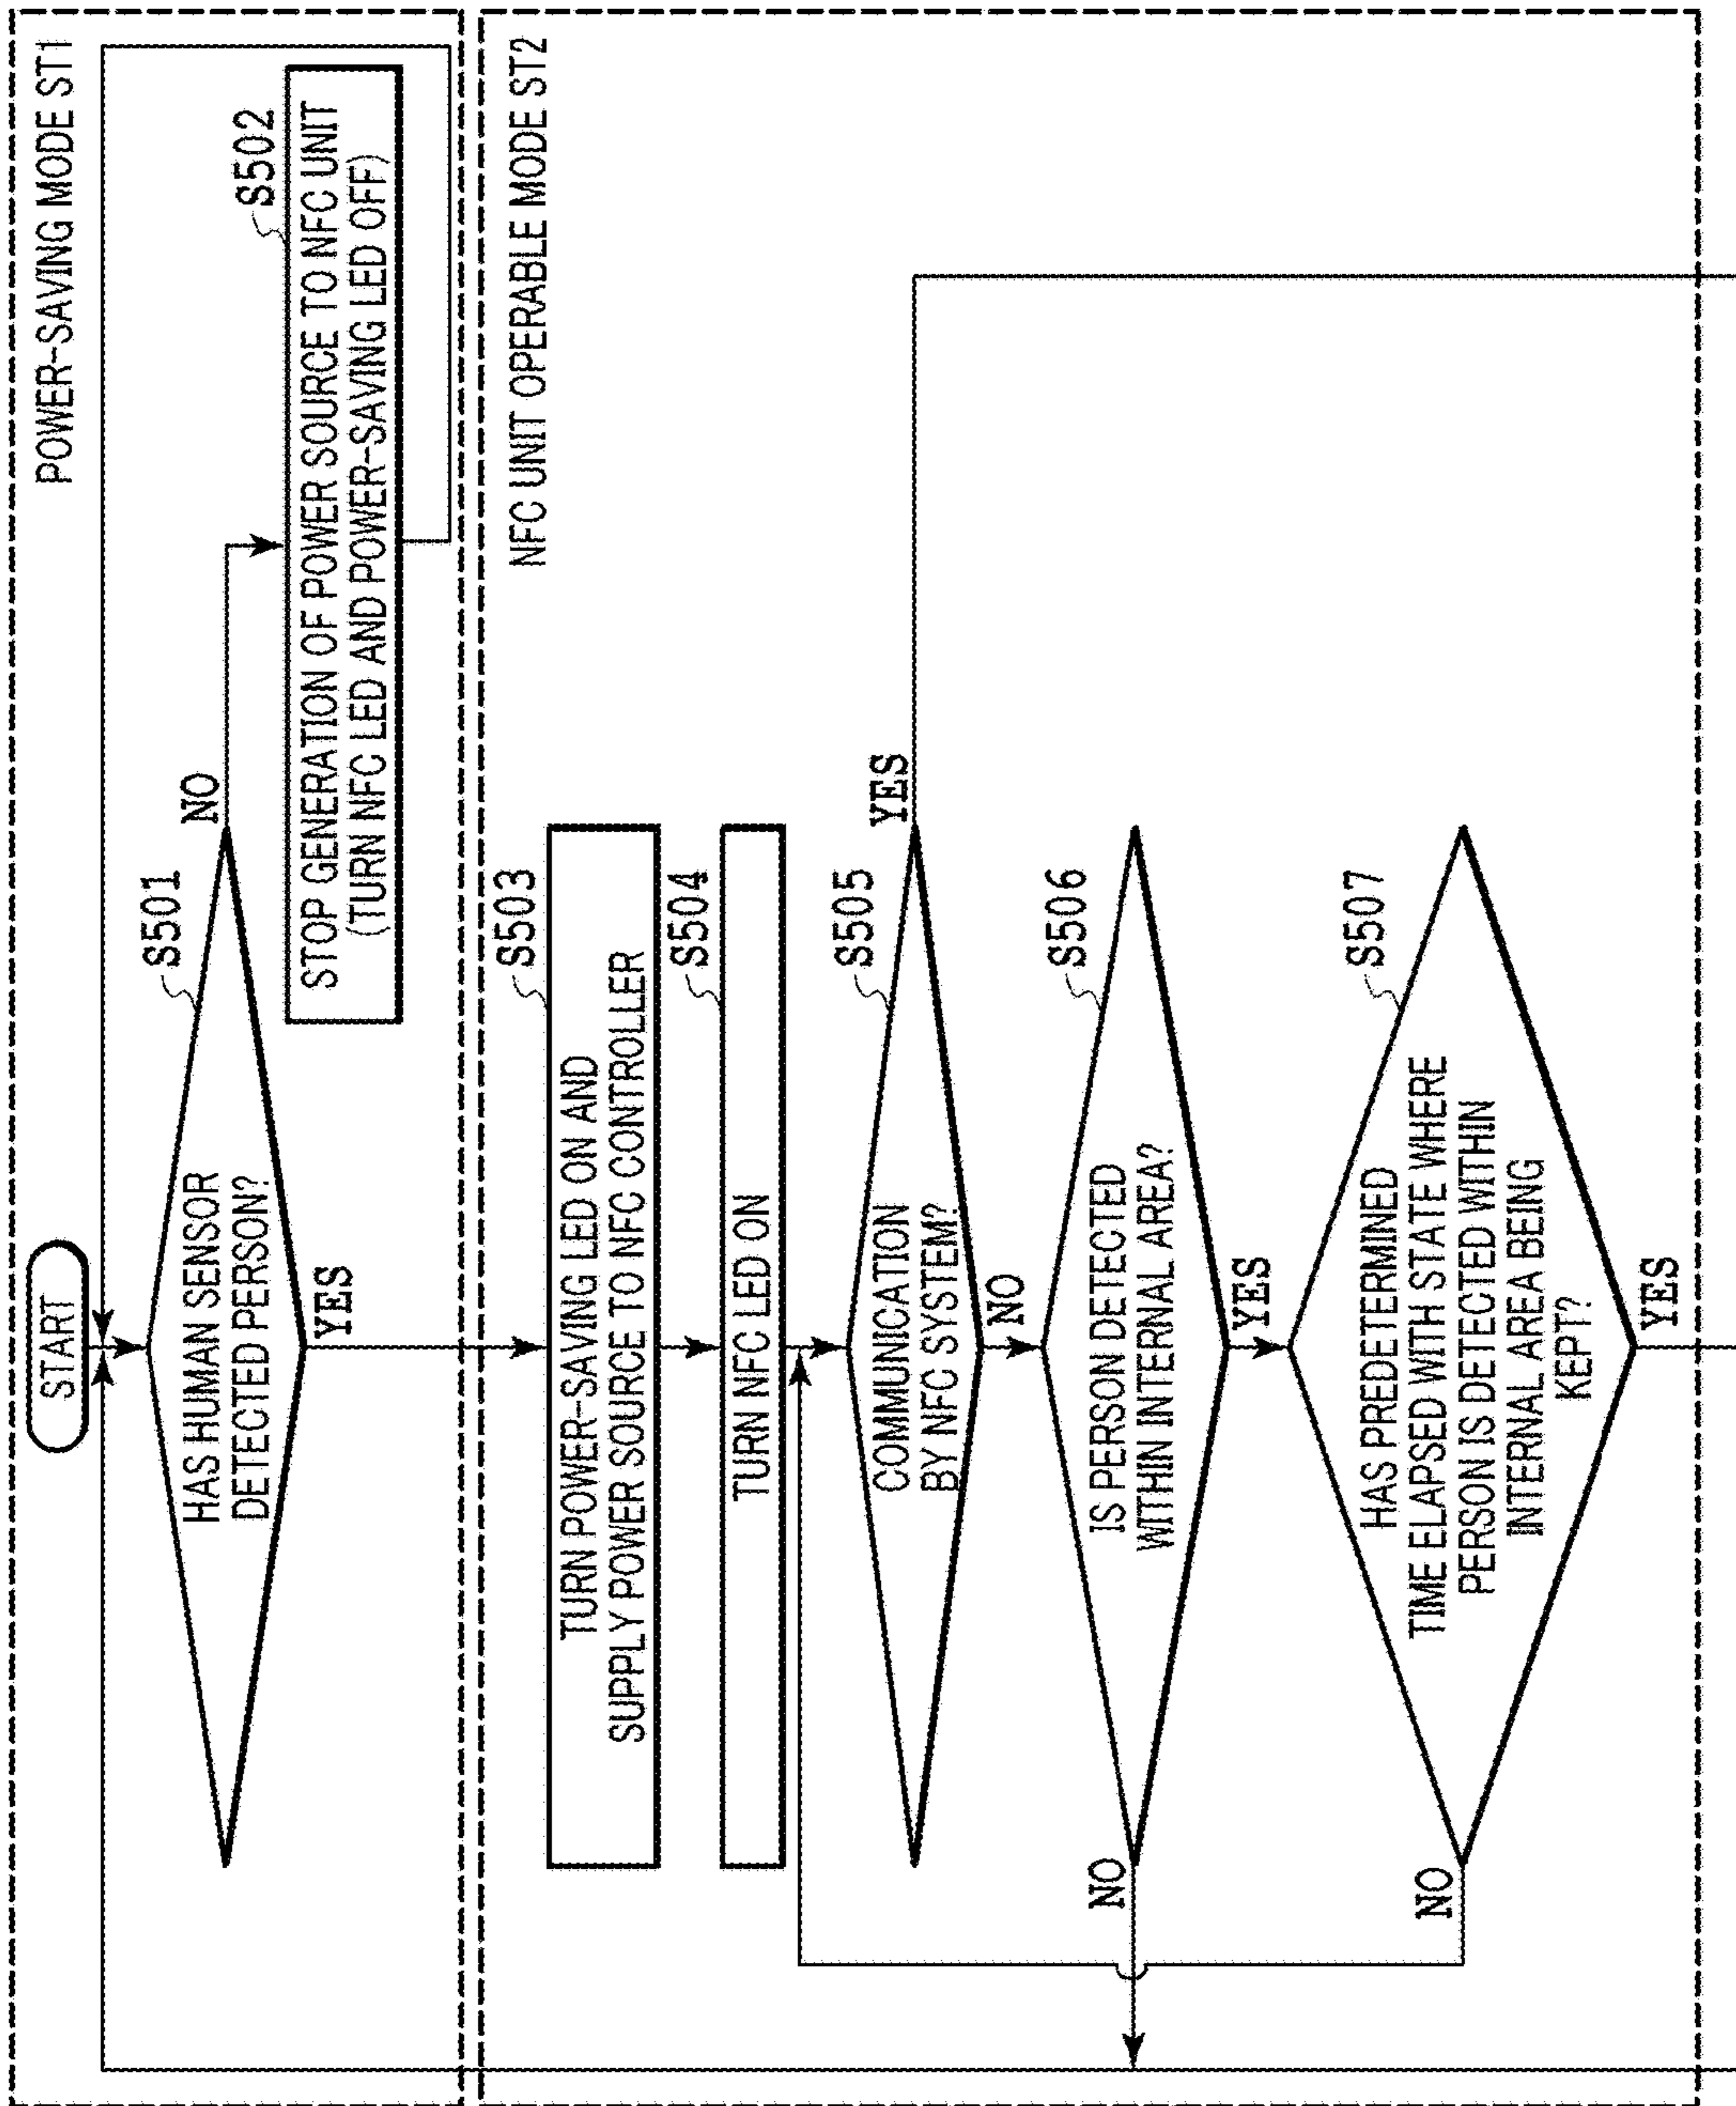 POWER-SAVING MODE ST1
START
S501
HAS HUMAN SENSOR
DETECTED PERSON?
NO
YES
S502
STOP GENERATION OF POWER SOURCE TO NFC UNIT
(TURN NFC LED AND POWER-SAVING LED OFF)
NFC UNIT OPERABLE MODE ST2
S503
TURN POWER-SAVING LED ON AND
SUPPLY POWER SOURCE TO NFC CONTROLLER
S504
TURN NFC LED ON
S505
COMMUNICATION
BY NFC SYSTEM?
YES
NO
S506
IS PERSON DETECTED
WITHIN INTERNAL AREA?
NO
YES
S507
HAS PREDETERMINED
TIME ELAPSED WITH STATE WHERE
PERSON IS DETECTED WITHIN
INTERNAL AREA BEING
KEPT?
NO
YES